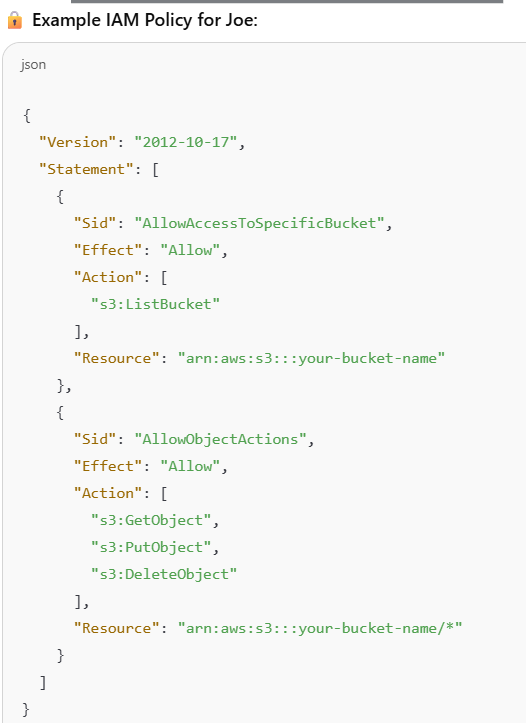 🔒 Example IAM Policy for Joe:
json
{
  "Version": "2012-10-17",
  "Statement": [
    {
      "Sid": "AllowAccessToSpecificBucket",
      "Effect": "Allow",
      "Action": [
        "s3:ListBucket"
      ],
      "Resource": "arn:aws:s3:::your-bucket-name"
    },
    {
      "Sid": "AllowObjectActions",
      "Effect": "Allow",
      "Action": [
        "s3:GetObject",
        "s3:PutObject",
        "s3:DeleteObject"
      ],
      "Resource": "arn:aws:s3:::your-bucket-name/*"
    }
  ]
}